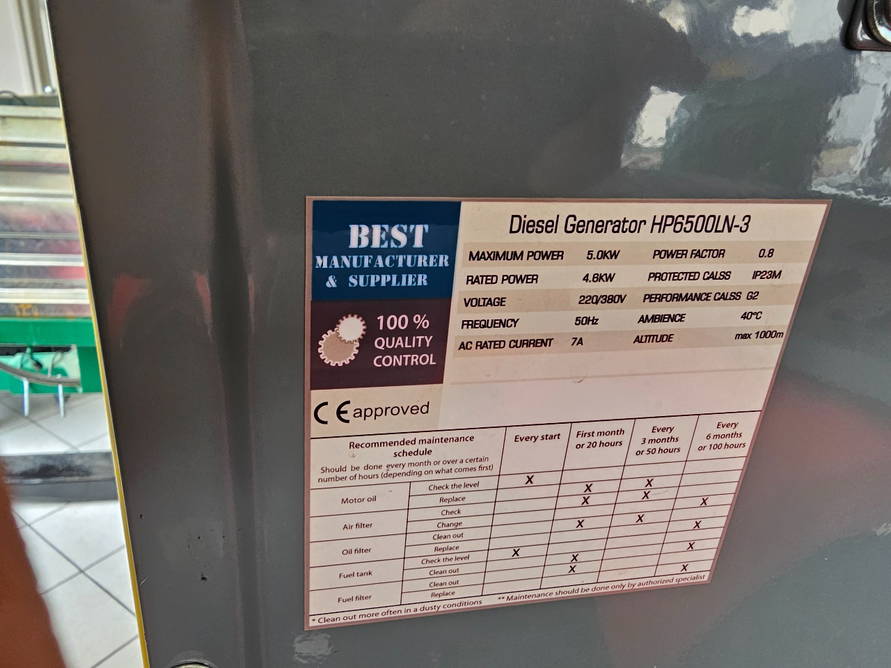 BEST
MANUFACTURER
& SUPPLIER
100 %
QUALITY
CONTROL
CE approved
Diesel Generator HP6500LN-3
MAXIMUM POWER 5.0KW POWER FACTOR 0.8
RATED POWER 4.6KW PROTECTED CALSS IP23M
VOLTAGE 220/380V PERFORMANCE CALSS G2
FREQUENCY 50Hz AMBIENCE 40°C
AC RATED CURRENT 7A ALTITUDE max 1000m
Recommended maintenance
schedule
Should be done every month or over a certain
number of hours (depending on what comes first)
Every start
First month
or 20 hours
Every
3 months
or 50 hours
Every
6 months
or 100 hours
Motor oil
Check the level X X X
Replace X X X
Air filter
Check
Change X X X
Clean out
Oil filter
Replace X X
Fuel tank
Check the level X
Clean out X X
Fuel filter
Clean out
Replace
* Clean out more often in a dusty conditions ** Maintenance should be done only by authorized specialist